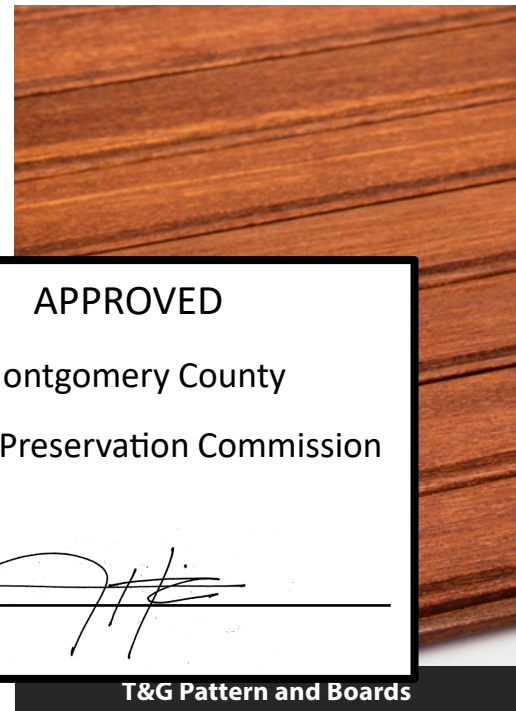 APPROVED
ontgomery County
Preservation Commission
T&G Pattern and Boards